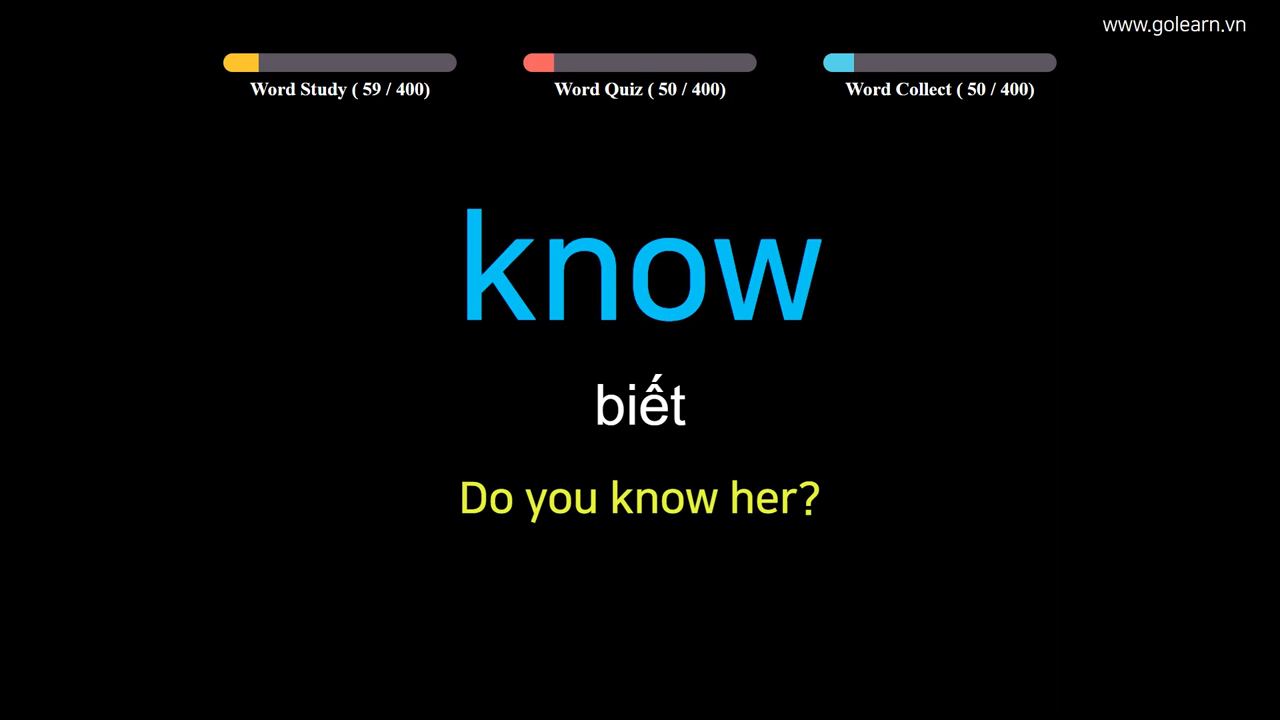 www.golearn.vn
Word Study ( 59 / 400)
Word Quiz ( 50 / 400)
Word Collect ( 50 / 400)
know
biết
Do you know her?